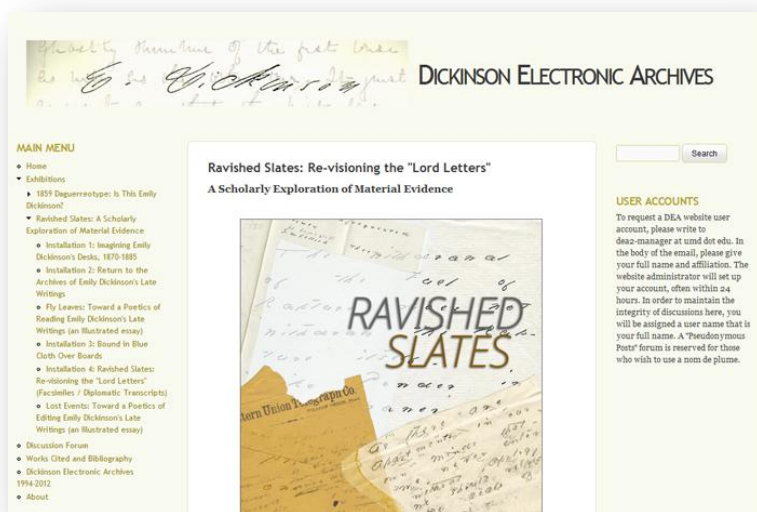 E. Dickinson
DICKINSON ELECTRONIC ARCHIVES
MAIN MENU
Home
Exhibitions
1859 Daguerreotype: Is This Emily
Dickinson?
Ravished Slates: A Scholarly
Exploration of Material Evidence
Installation 1: Imagining Emily
Dickinson's Desks, 1870-1885
Installation 2: Return to the
Archives of Emily Dickinson's Late
Writings
Fly Leaves: Toward a Poetics of
Reading Emily Dickinson's Late
Writings (an illustrated essay)
Installation 3: Bound in Blue
Cloth Over Boards
Installation 4: Ravished Slates:
Re-visioning the "Lord Letters"
(Facsimiles / Diplomatic Transcripts)
Lost Events: Toward a Poetics of
Editing Emily Dickinson's Late
Writings (an illustrated essay)
Discussion Forum
Works Cited and Bibliography
Dickinson Electronic Archives
1994-2012
About
Ravished Slates: Re-visioning the "Lord Letters"
A Scholarly Exploration of Material Evidence
RAVISHED
SLATES
tern Union Telegraph Co.
Search
USER ACCOUNTS
To request a DEA website user
account, please write to
dea2-manager at umd dot edu. In
the body of the email, please give
your full name and affiliation. The
website administrator will set up
your account, often within 24
hours. In order to maintain the
integrity of discussions here, you
will be assigned a user name that is
your full name. A "Pseudonymous
Posts" forum is reserved for those
who wish to use a nom de plume.